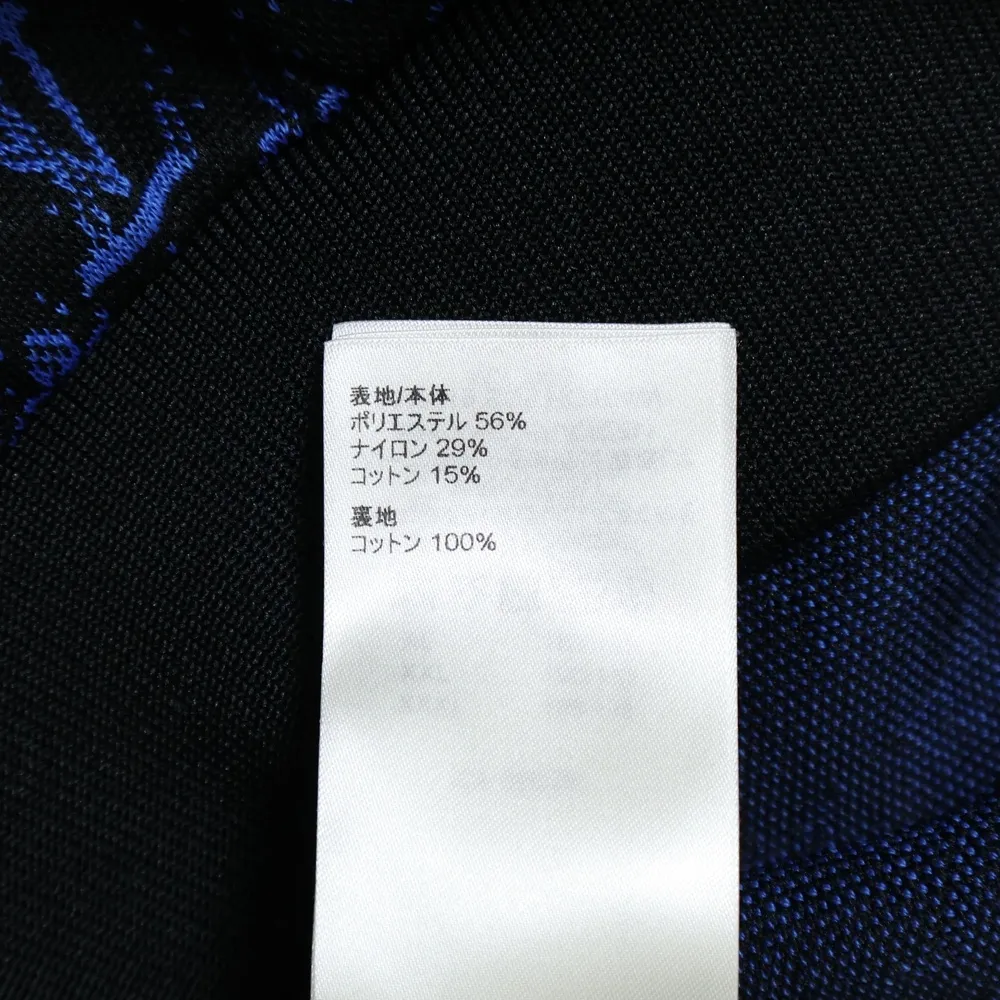 表地/本体
ポリエステル 56%
ナイロン 29%
コットン 15%
裏地
コットン 100%